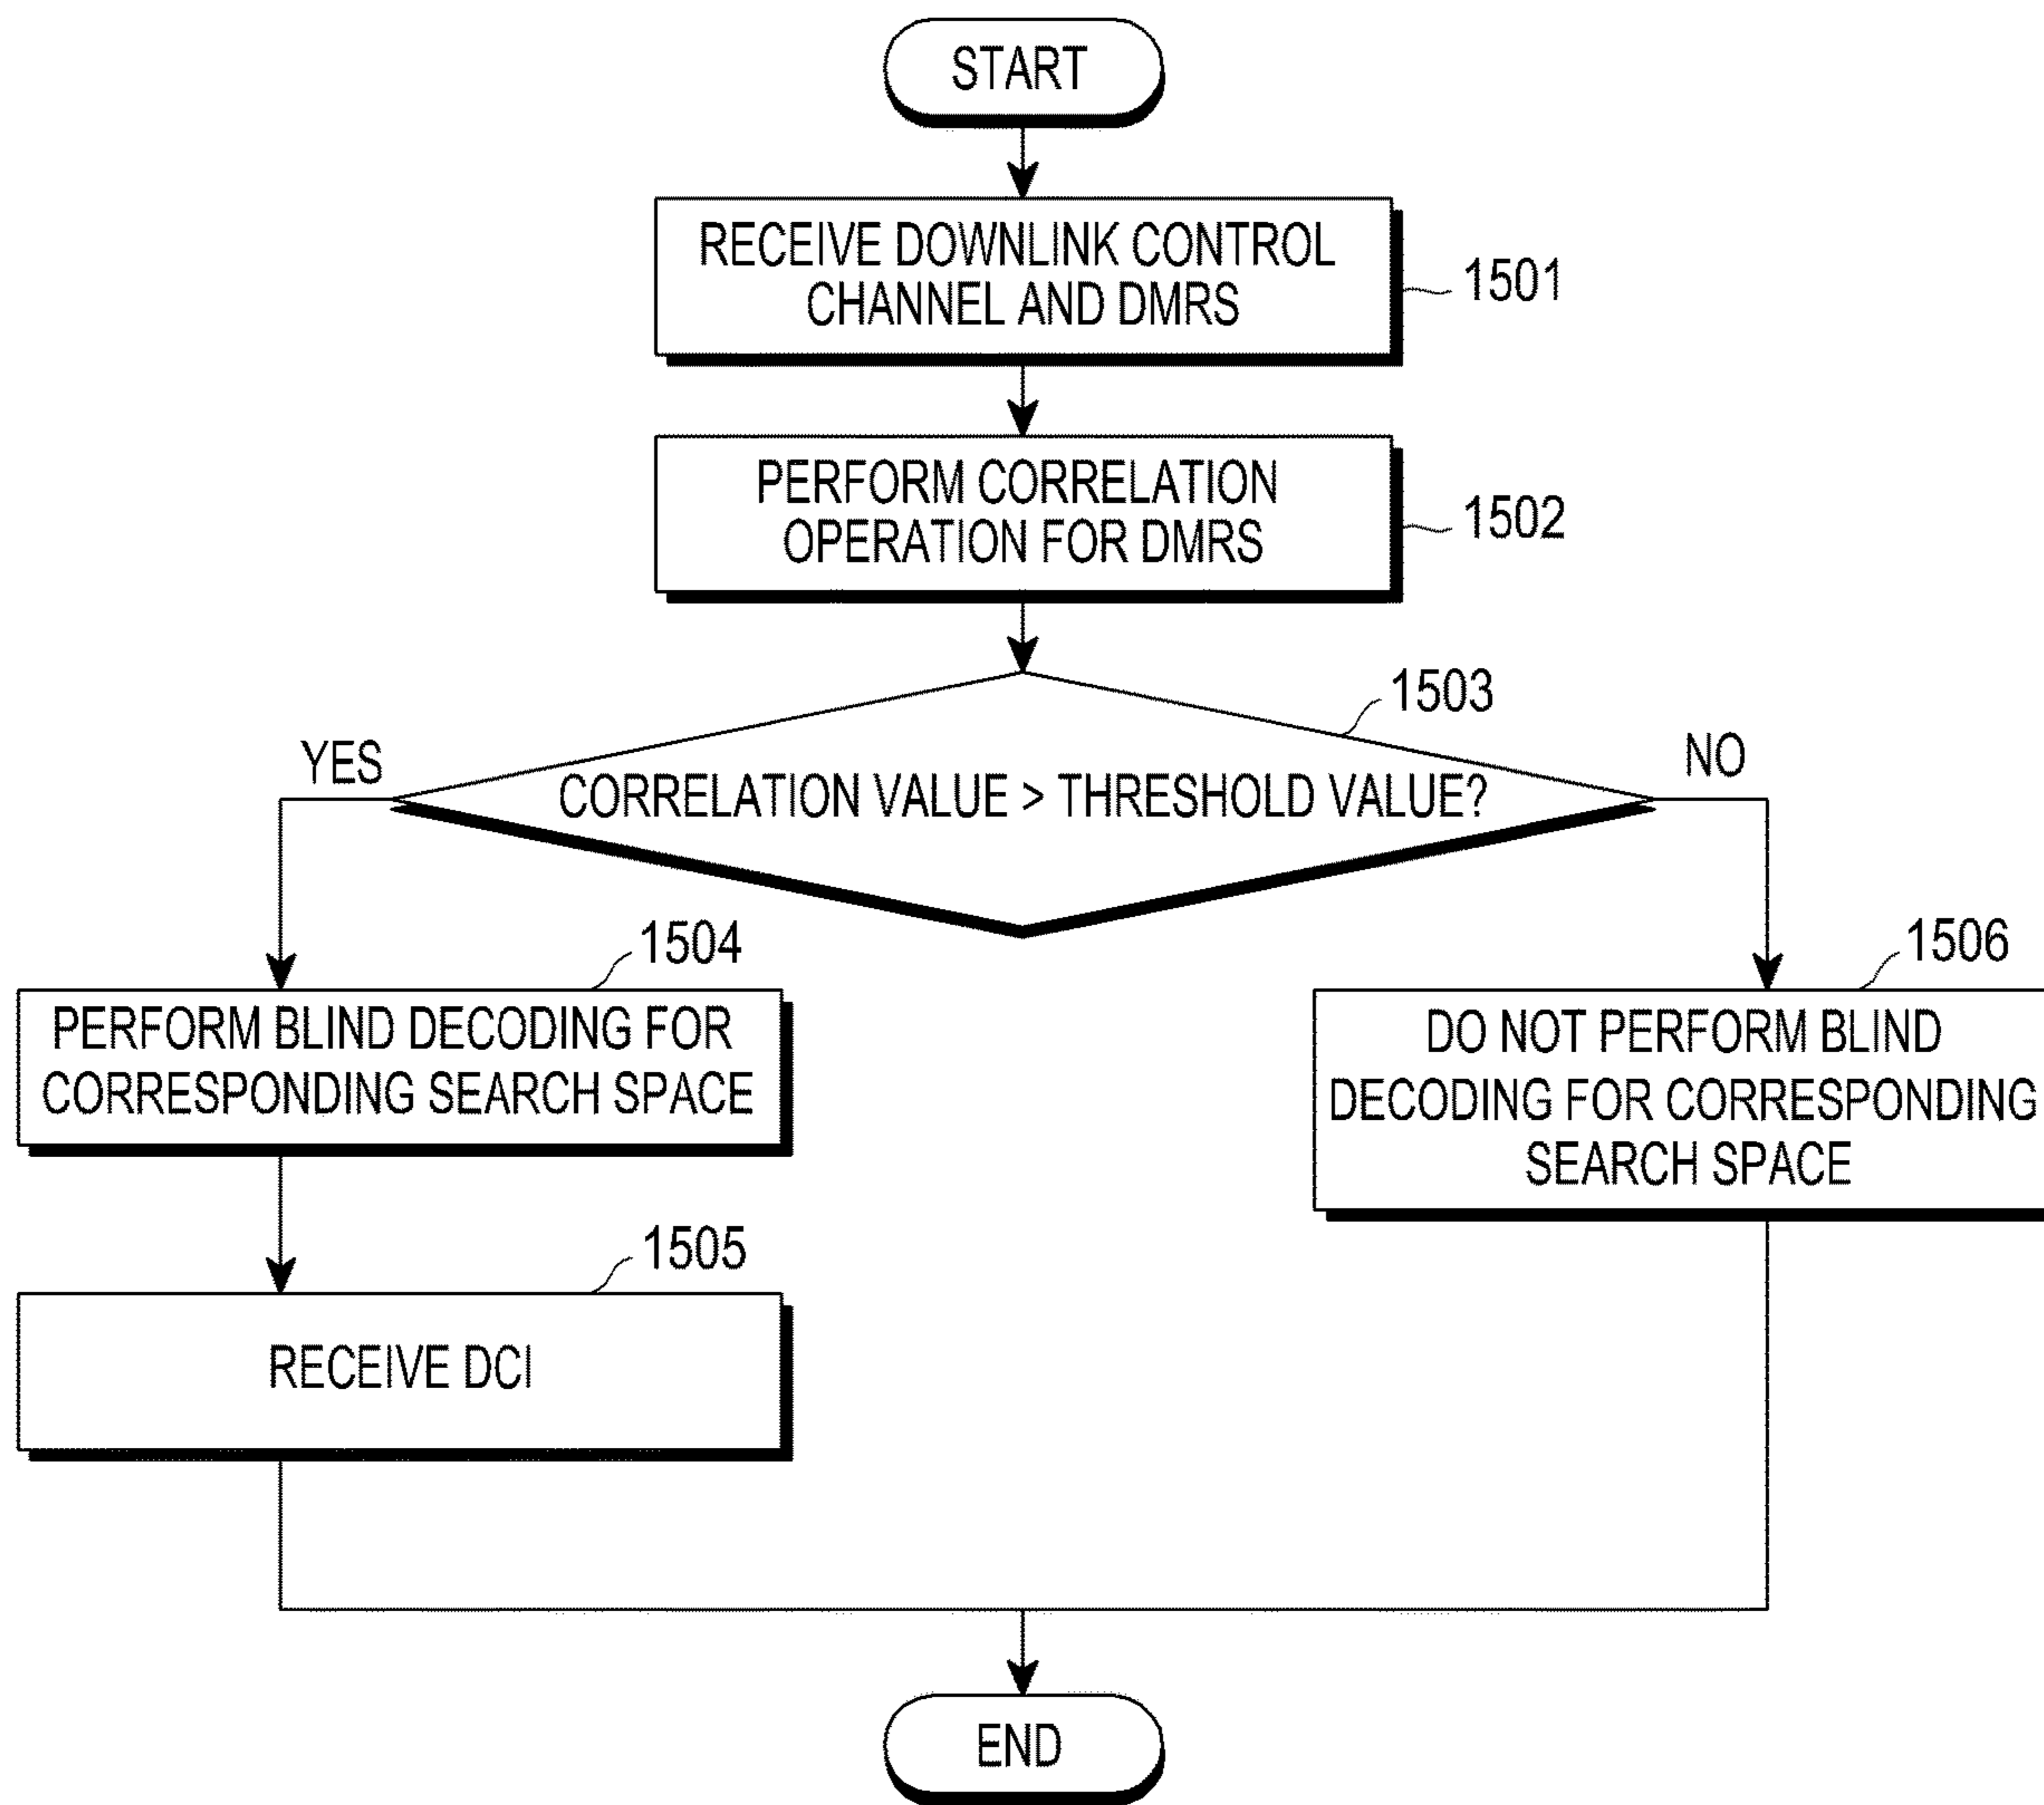 START
RECEIVE DOWNLINK CONTROL
CHANNEL AND DMRS
1501
PERFORM CORRELATION
OPERATION FOR DMRS
1502
1503
YES
CORRELATION VALUE > THRESHOLD VALUE?
NO
1504
PERFORM BLIND DECODING FOR
CORRESPONDING SEARCH SPACE
1506
DO NOT PERFORM BLIND
DECODING FOR CORRESPONDING
SEARCH SPACE
1505
RECEIVE DCI
END